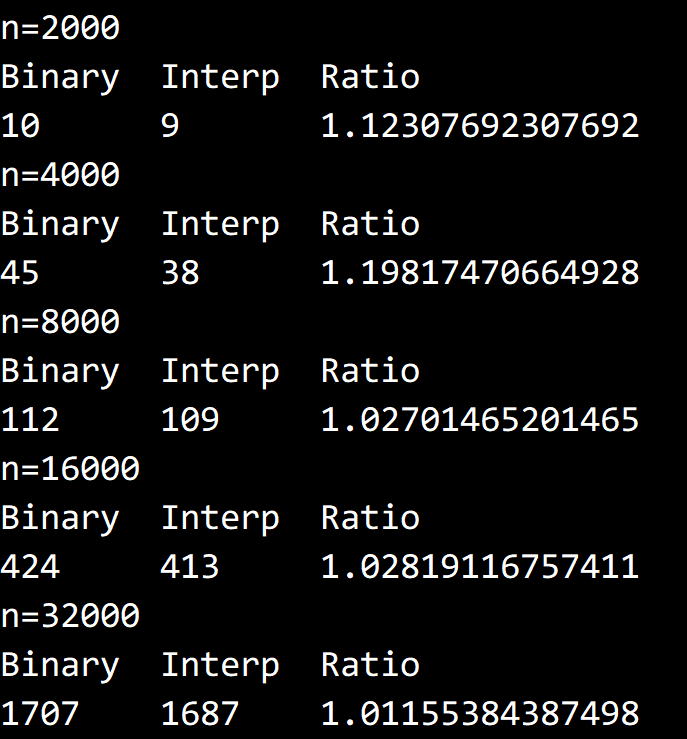 n=2000
Binary  Interp  Ratio
10      9       1.12307692307692
n=4000
Binary  Interp  Ratio
45      38      1.19817470664928
n=8000
Binary  Interp  Ratio
112     109     1.02701465201465
n=16000
Binary  Interp  Ratio
424     413     1.02819116757411
n=32000
Binary  Interp  Ratio
1707    1687    1.01155384387498